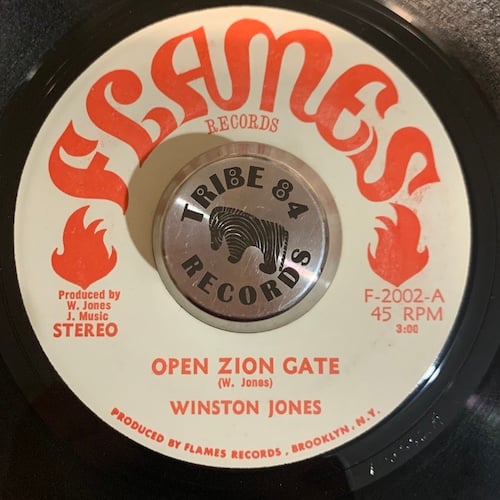 FLAMES
RECORDS
TRIBE 84
RECORDS
Produced by
W. Jones
J. Music
STEREO
F-2002-A
45 RPM
3:00
OPEN ZION GATE
(W. Jones)
WINSTON JONES
PRODUCED BY FLAMES RECORDS, BROOKLYN, N.Y.